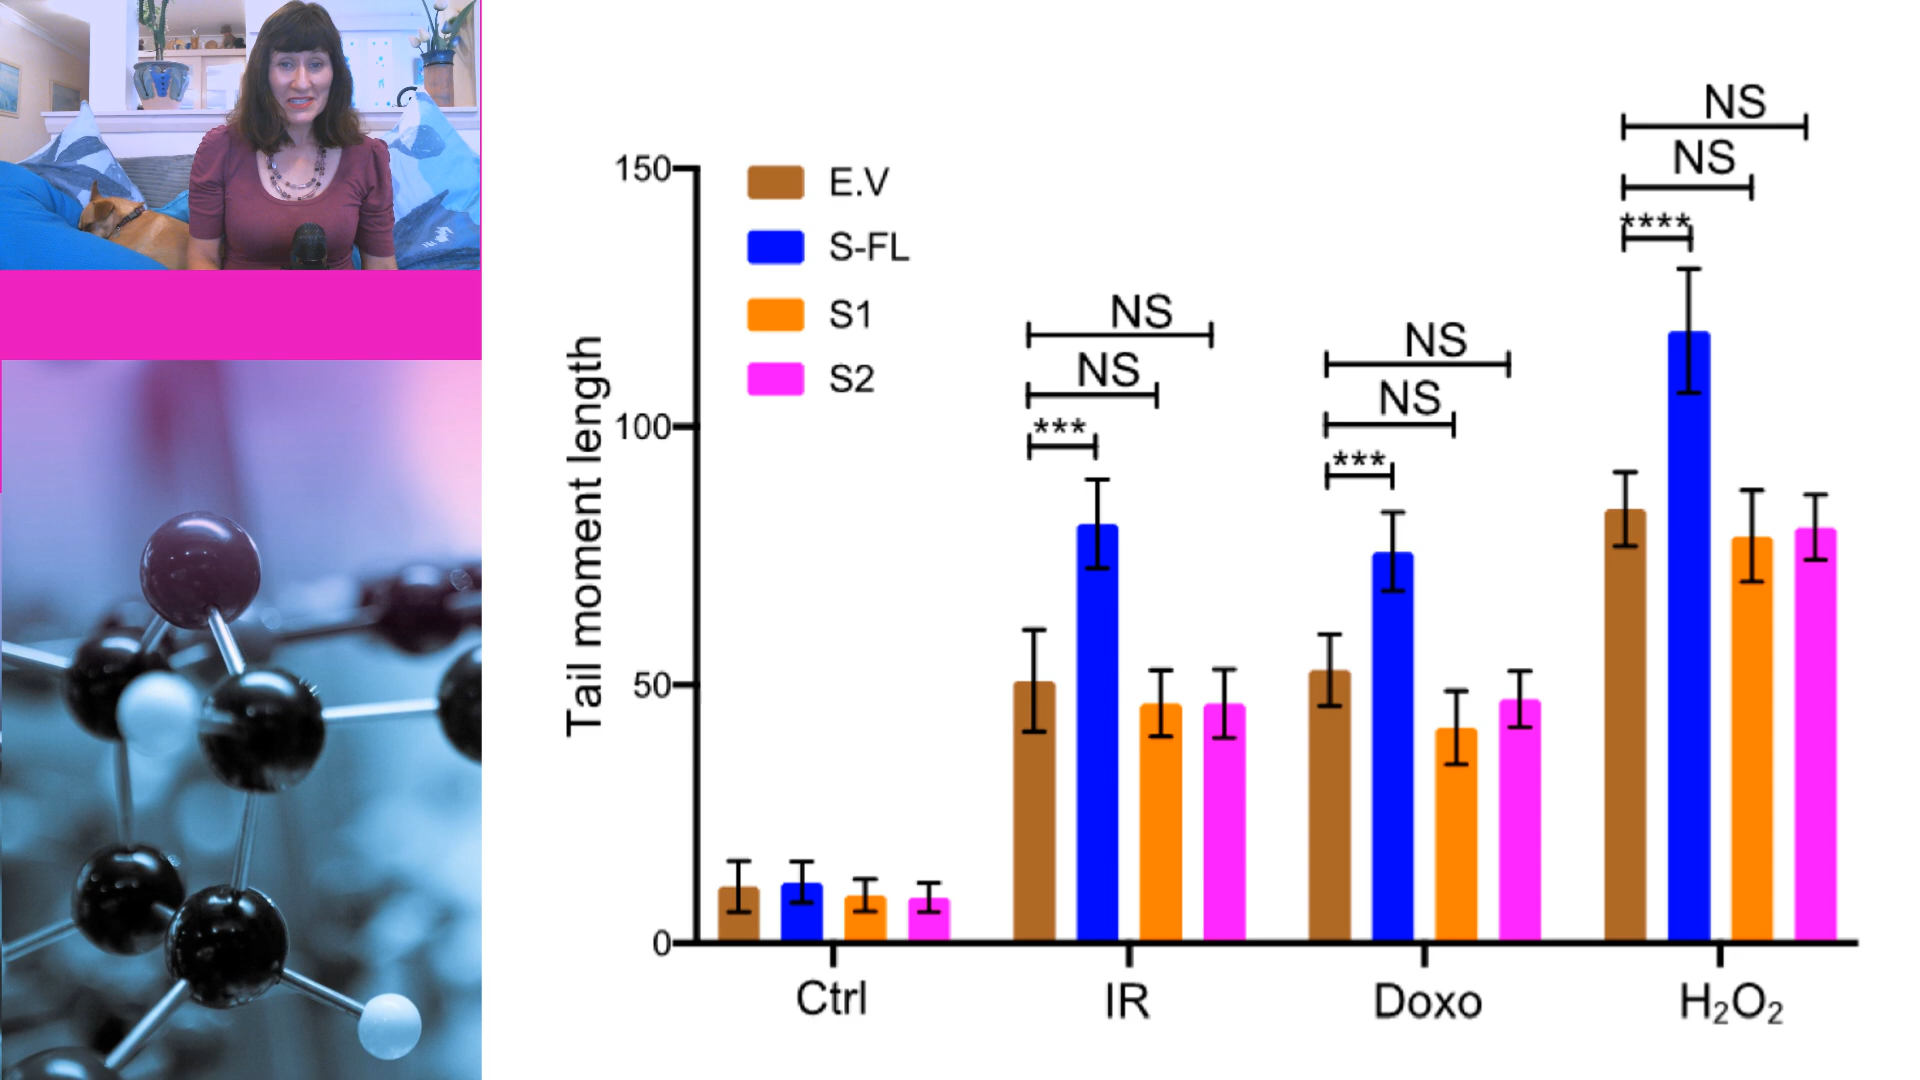 NS
NS
****
150
E.V
S-FL
S1
S2
NS
NS
***
NS
NS
***
Tail moment length
100
50
0
Ctrl
IR
Doxo
H₂O₂